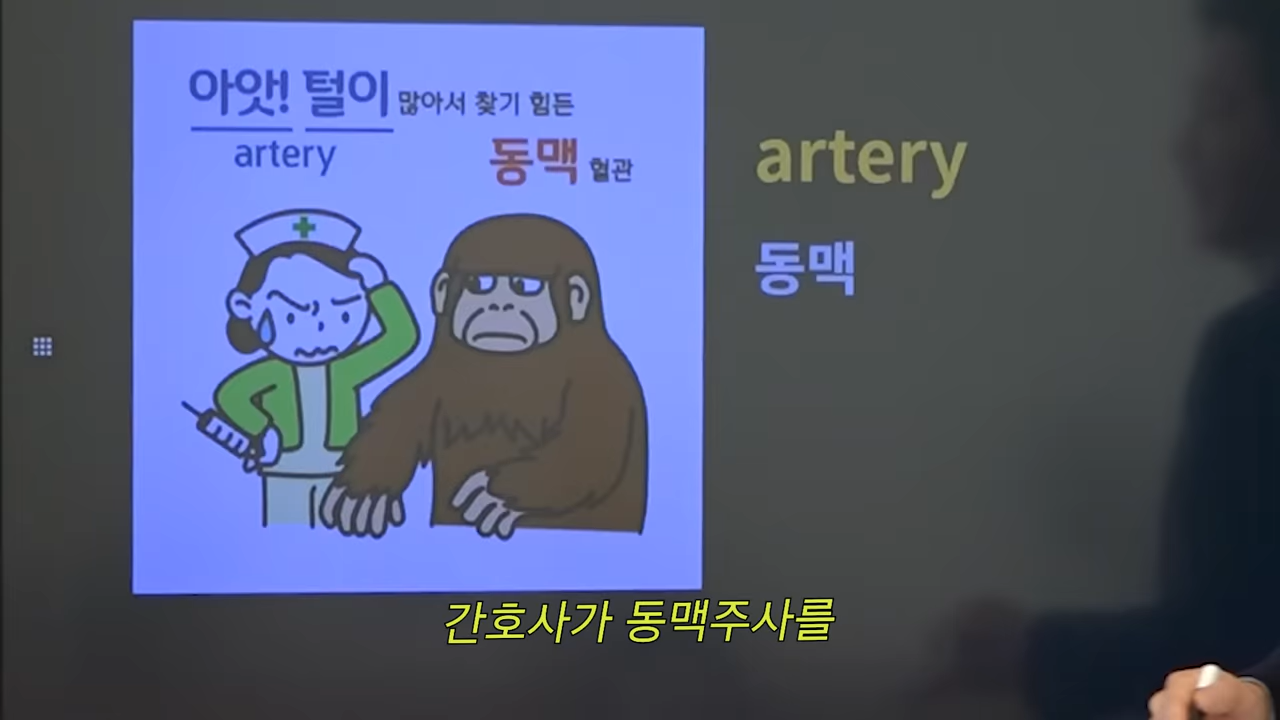 아앗! 털이 많아서 찾기 힘든
artery
동맥 혈관
artery
동맥
간호사가 동맥주사를